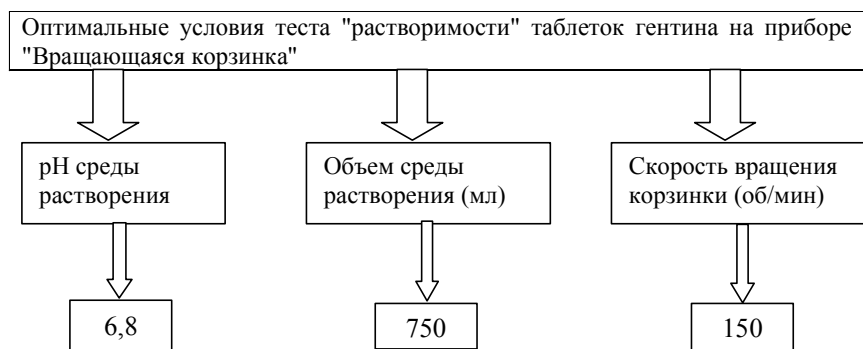 Оптимальные условия теста "растворимости" таблеток гентина на приборе
"Вращающаяся корзинка"
рН среды
растворения
Объем среды
растворения (мл)
Скорость вращения
корзинки (об/мин)
6,8
750
150